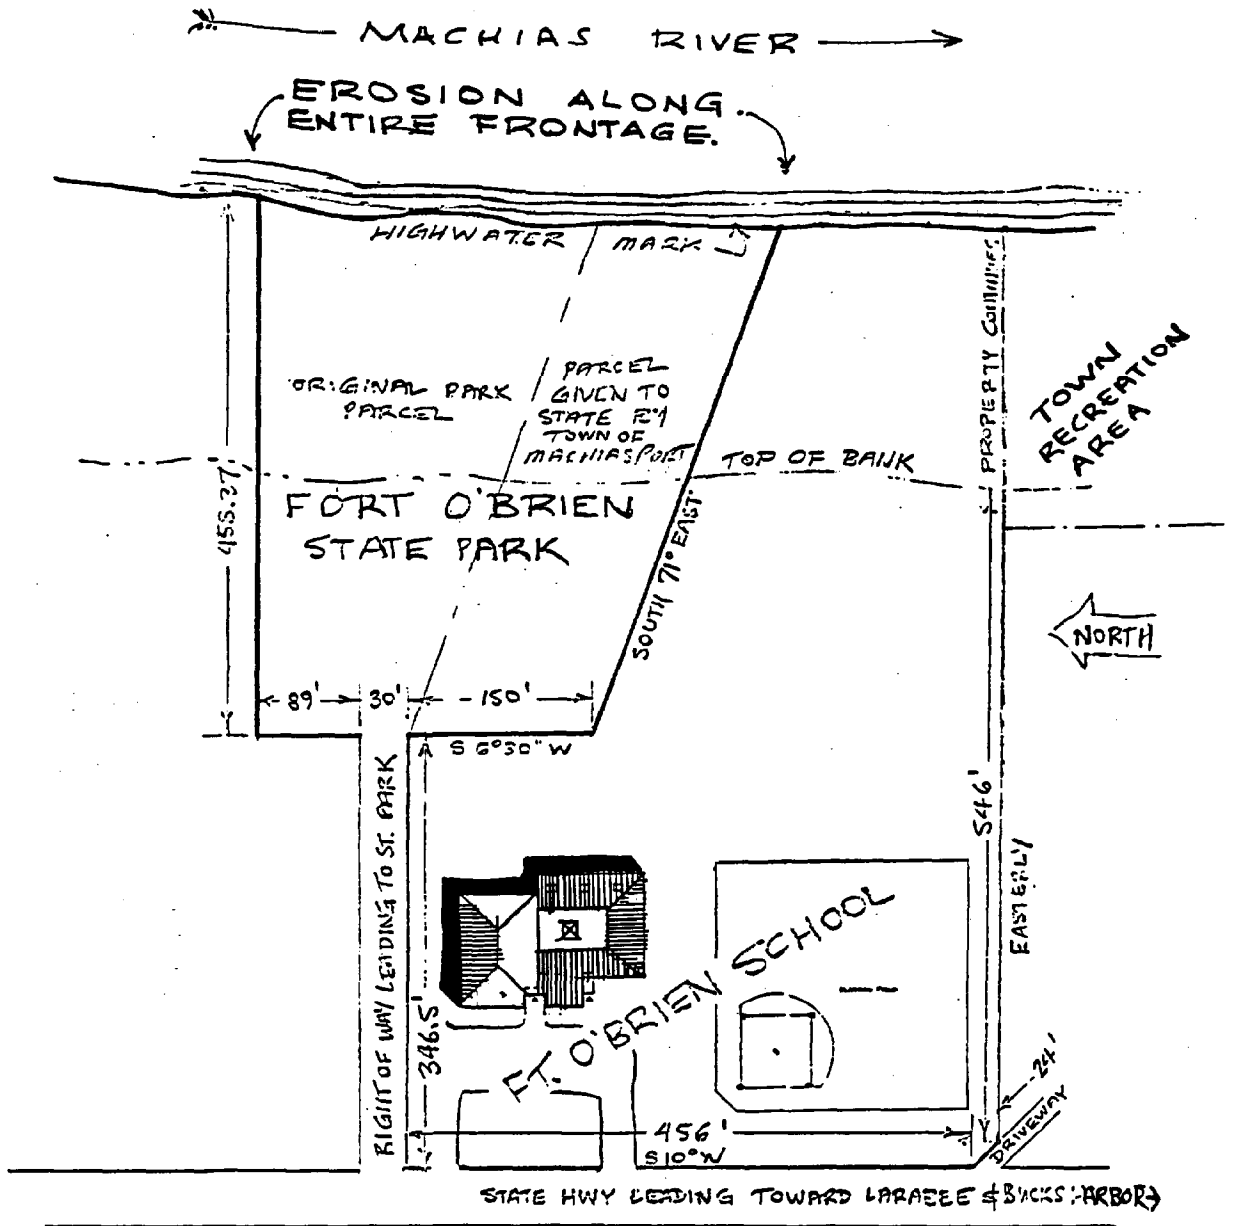 MACHIAS RIVER
EROSION ALONG
ENTIRE FRONTAGE.
HIGHWATER MARK
ORIGINAL PARK
PARCEL
PARCEL
GIVEN TO
STATE BY
TOWN OF
MACHIASPORT
TOP OF BANK
FORT O'BRIEN
STATE PARK
455.37'
SOUTH 71° EAST
PROPERTY
TOWN
RECREATION
AREA
NORTH
89'
30'
150'
S 6°30" W
RIGHT OF WAY LEADING TO ST. PARK
346.5'
546'
EASTERLY
FT. O'BRIEN SCHOOL
24'
DRIVEWAY
456'
S10°W
STATE HWY LEADING TOWARD LARABEE & BUCKS HARBOR